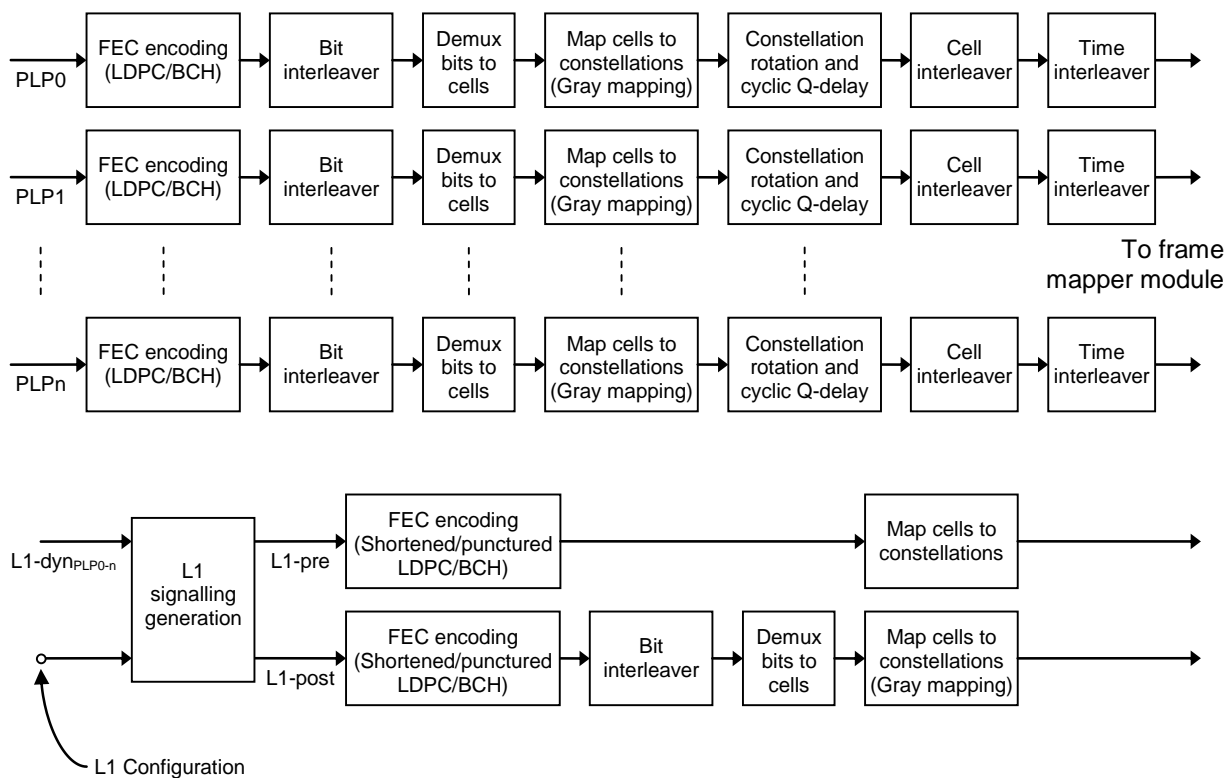 PLP0
FEC encoding
(LDPC/BCH)
Bit
interleaver
Demux
bits to
cells
Map cells to
constellations
(Gray mapping)
Constellation
rotation and
cyclic Q-delay
Cell
interleaver
Time
interleaver
PLP1
FEC encoding
(LDPC/BCH)
Bit
interleaver
Demux
bits to
cells
Map cells to
constellations
(Gray mapping)
Constellation
rotation and
cyclic Q-delay
Cell
interleaver
Time
interleaver
To frame
mapper module
PLPn
FEC encoding
(LDPC/BCH)
Bit
interleaver
Demux
bits to
cells
Map cells to
constellations
(Gray mapping)
Constellation
rotation and
cyclic Q-delay
Cell
interleaver
Time
interleaver
L1-dynPLP0-n
L1
signalling
generation
L1-pre
FEC encoding
(Shortened/punctured
LDPC/BCH)
Map cells to
constellations
L1-post
FEC encoding
(Shortened/punctured
LDPC/BCH)
Bit
interleaver
Demux
bits to
cells
Map cells to
constellations
(Gray mapping)
L1 Configuration